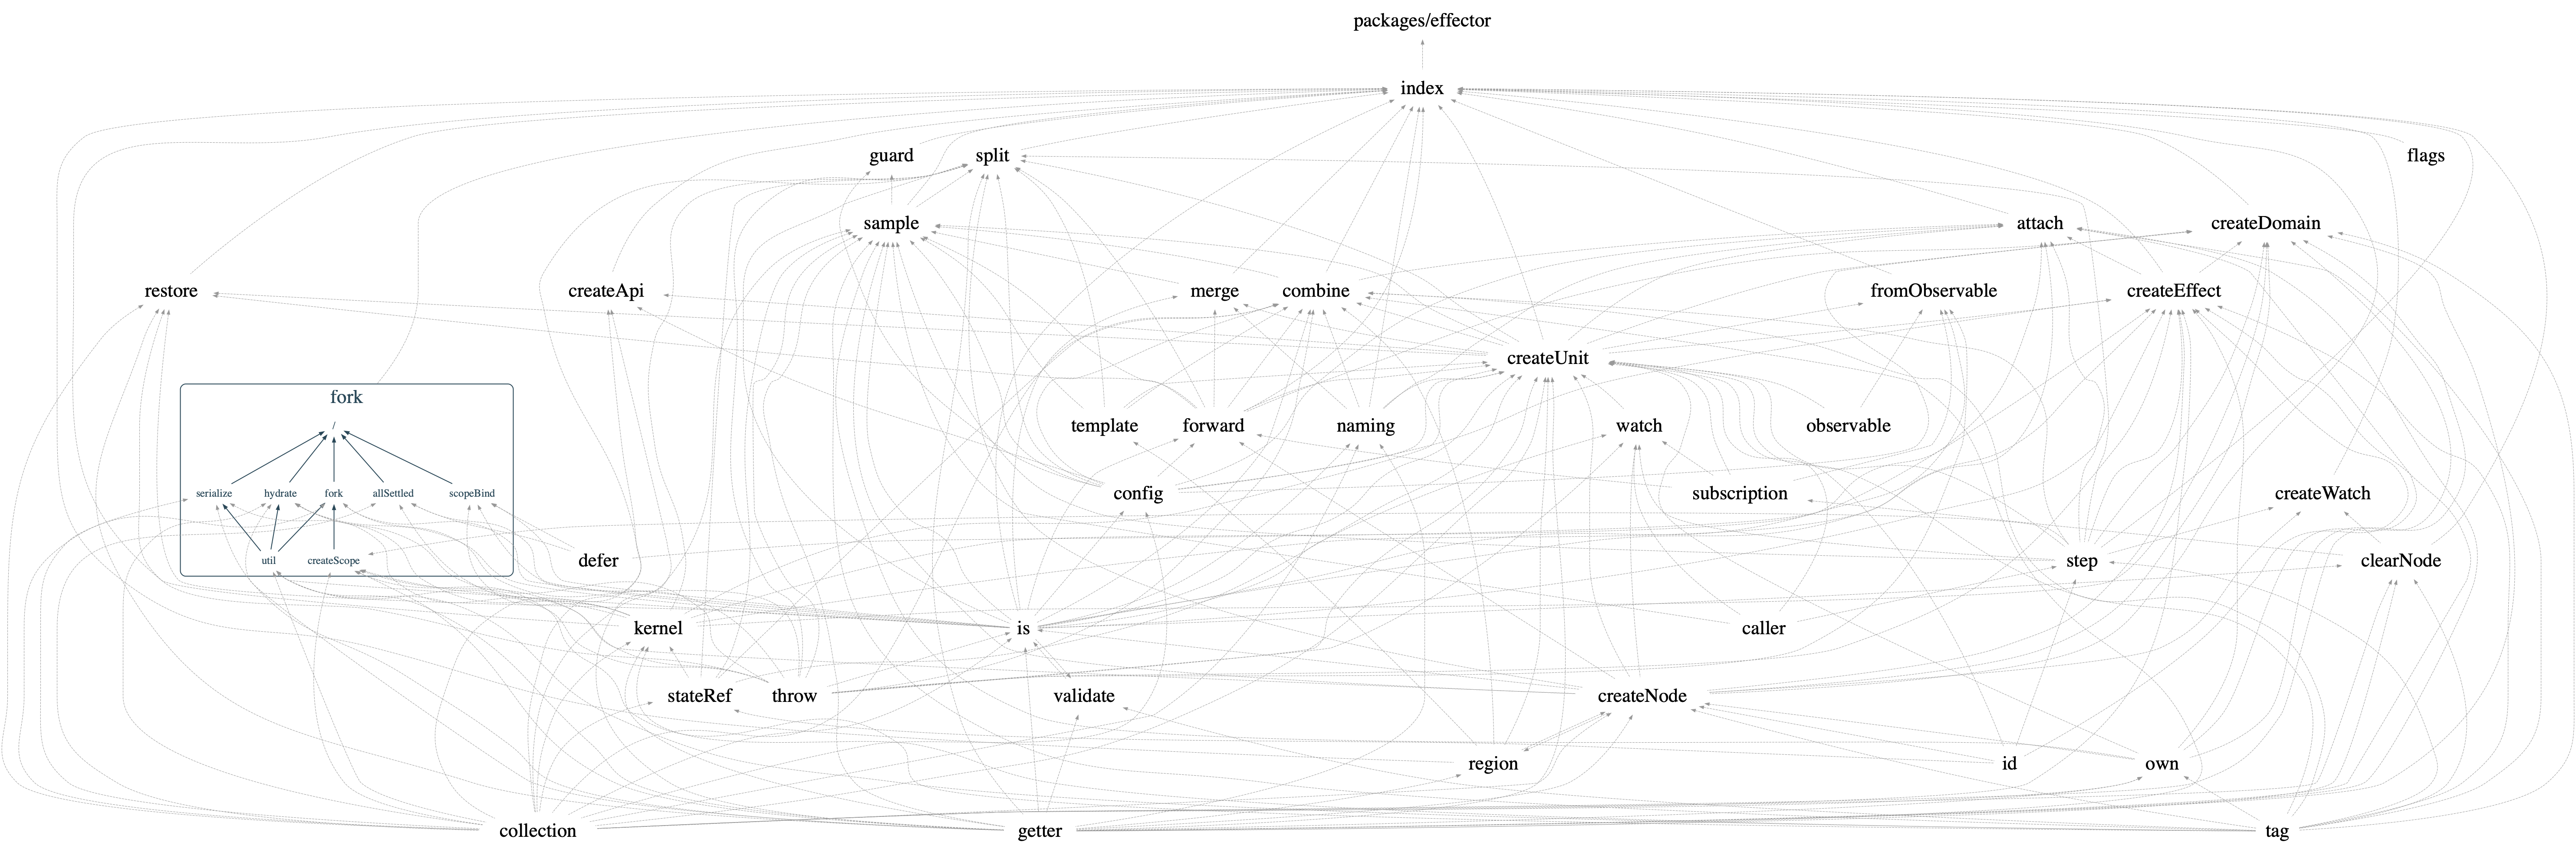 packages/effector
index
guard
split
flags
sample
attach
createDomain
restore
createApi
merge
combine
fromObservable
createEffect
createUnit
fork
/
template
forward
naming
watch
observable
serialize
hydrate
fork
allSettled
scopeBind
config
subscription
createWatch
util
createScope
defer
step
clearNode
kernel
is
caller
stateRef
throw
validate
createNode
region
id
own
collection
getter
tag